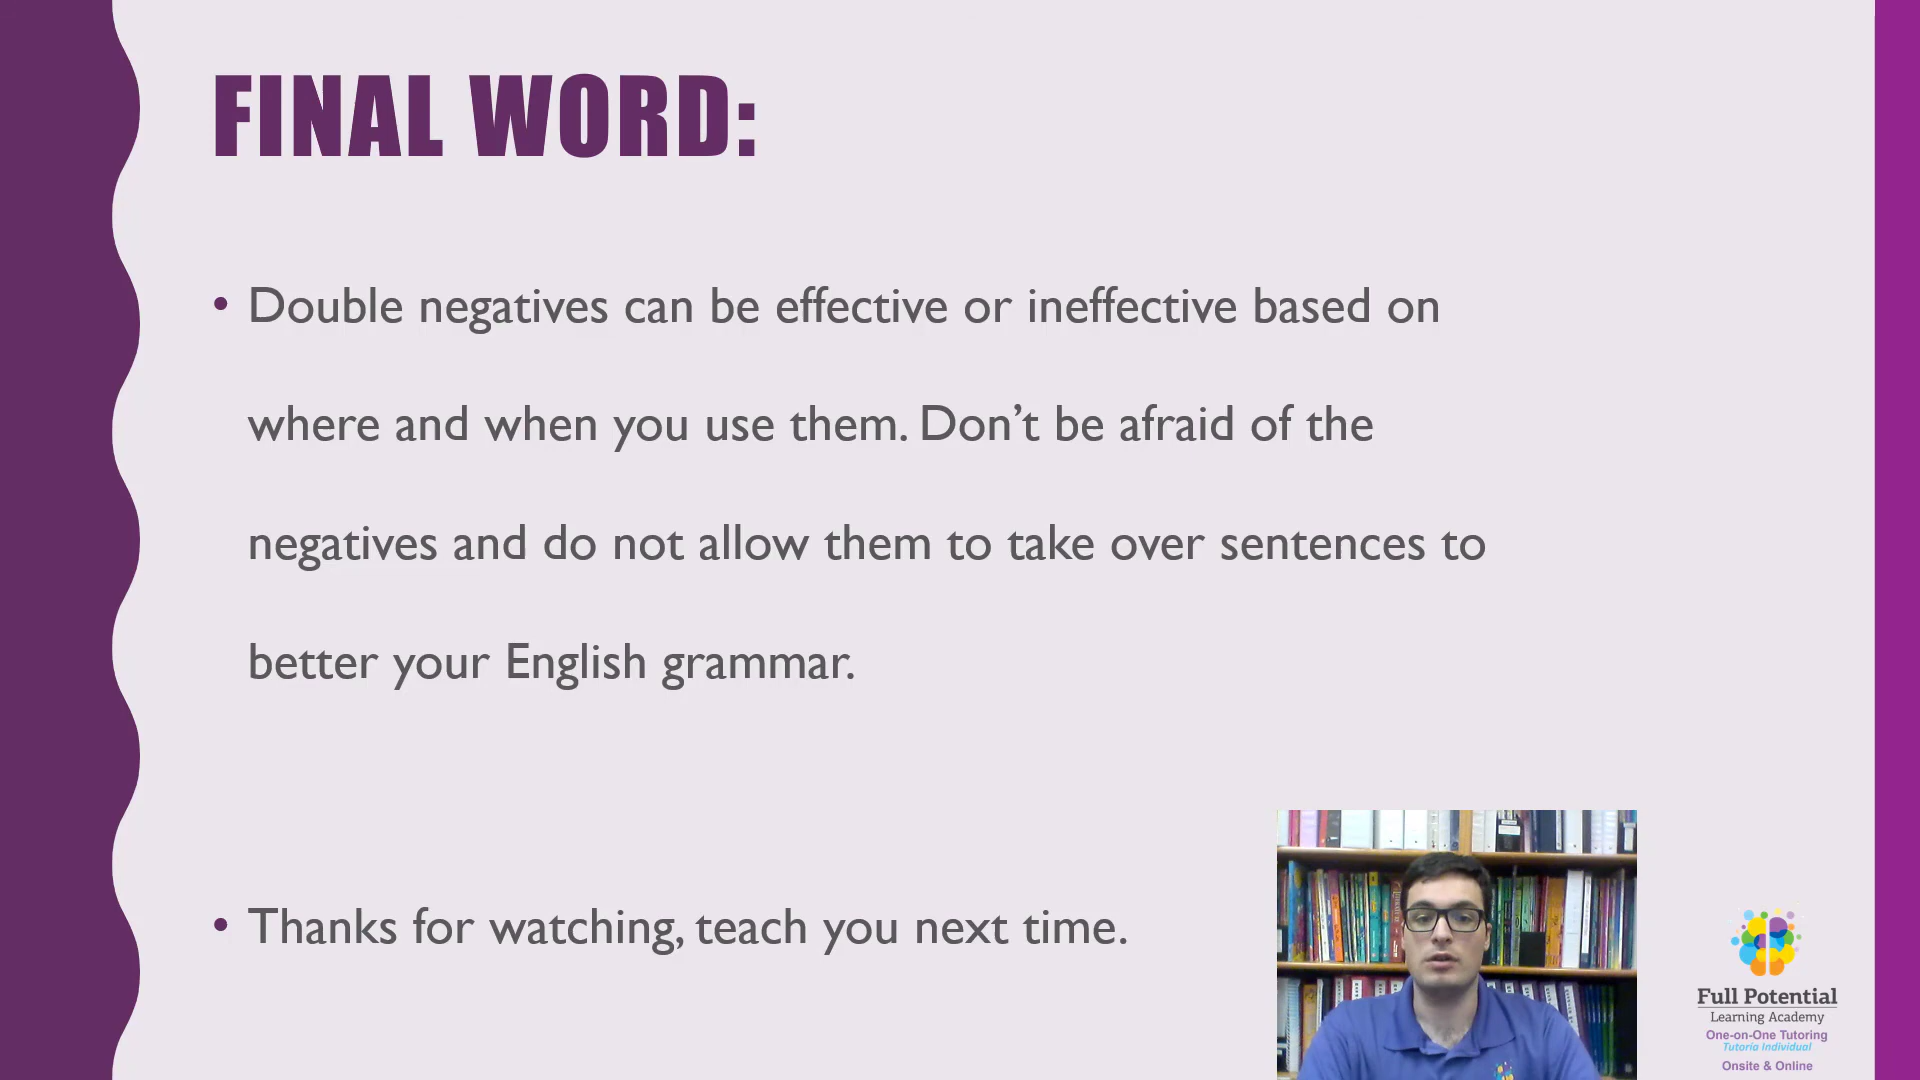 FINAL WORD:
• Double negatives can be effective or ineffective based on
where and when you use them. Don’t be afraid of the
negatives and do not allow them to take over sentences to
better your English grammar.
• Thanks for watching, teach you next time.
Full Potential
Learning Academy
One-on-One Tutoring
Tutoria Individual
Onsite & Online